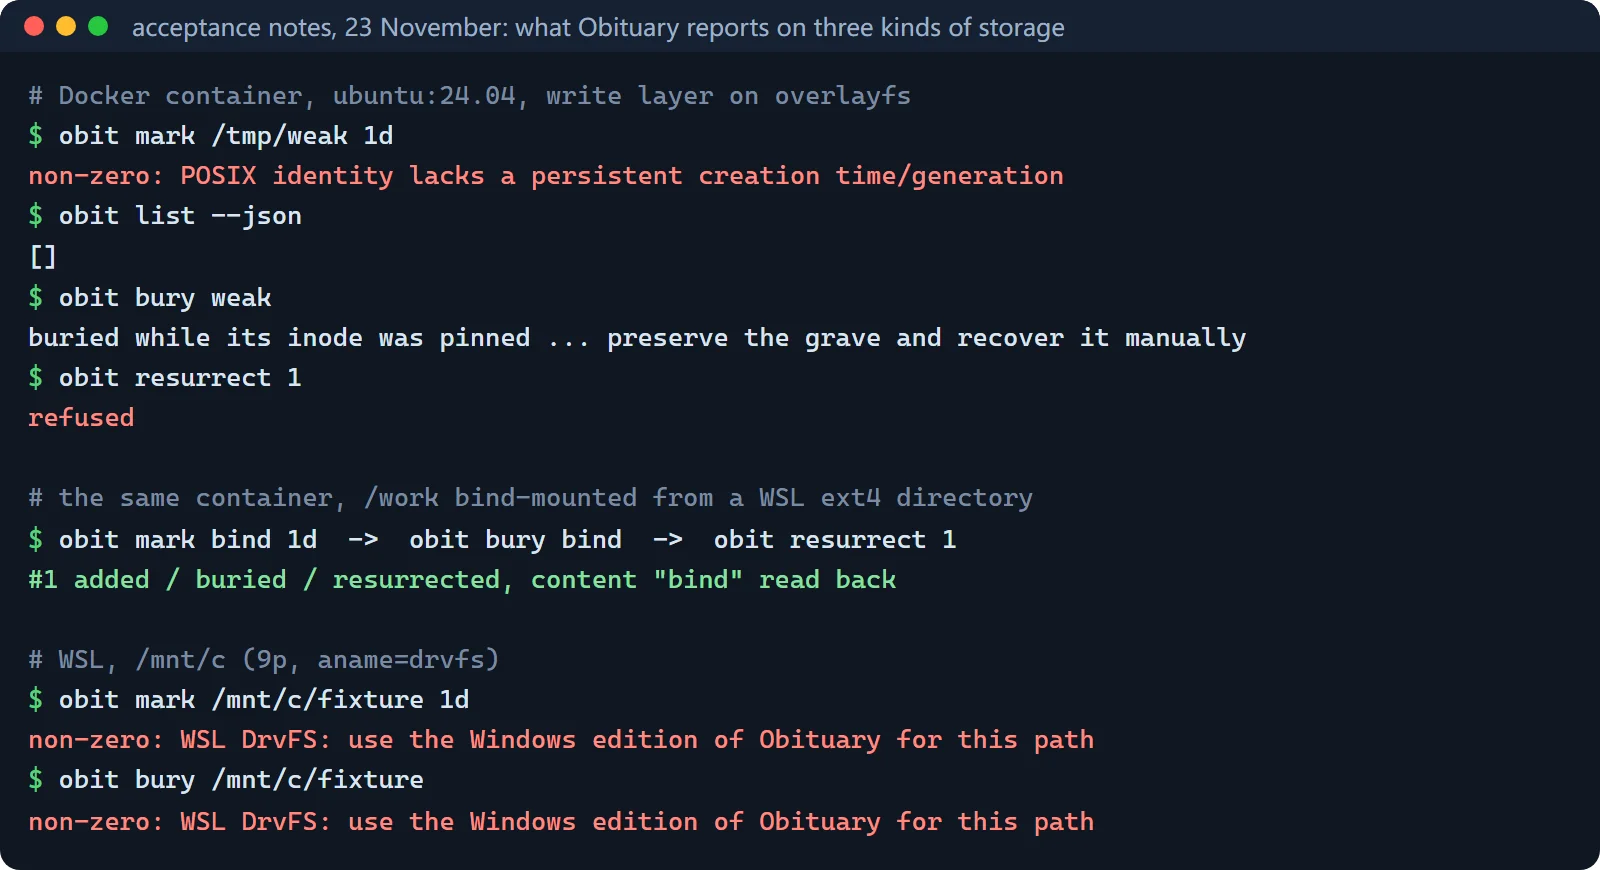 acceptance notes, 23 November: what Obituary reports on three kinds of storage
# Docker container, ubuntu:24.04, write layer on overlayfs
$ obit mark /tmp/weak 1d
non-zero: POSIX identity lacks a persistent creation time/generation
$ obit list --json
[]
$ obit bury weak
buried while its inode was pinned ... preserve the grave and recover it manually
$ obit resurrect 1
refused
# the same container, /work bind-mounted from a WSL ext4 directory
$ obit mark bind 1d  ->  obit bury bind  ->  obit resurrect 1
#1 added / buried / resurrected, content "bind" read back
# WSL, /mnt/c (9p, aname=drvfs)
$ obit mark /mnt/c/fixture 1d
non-zero: WSL DrvFS: use the Windows edition of Obituary for this path
$ obit bury /mnt/c/fixture
non-zero: WSL DrvFS: use the Windows edition of Obituary for this path